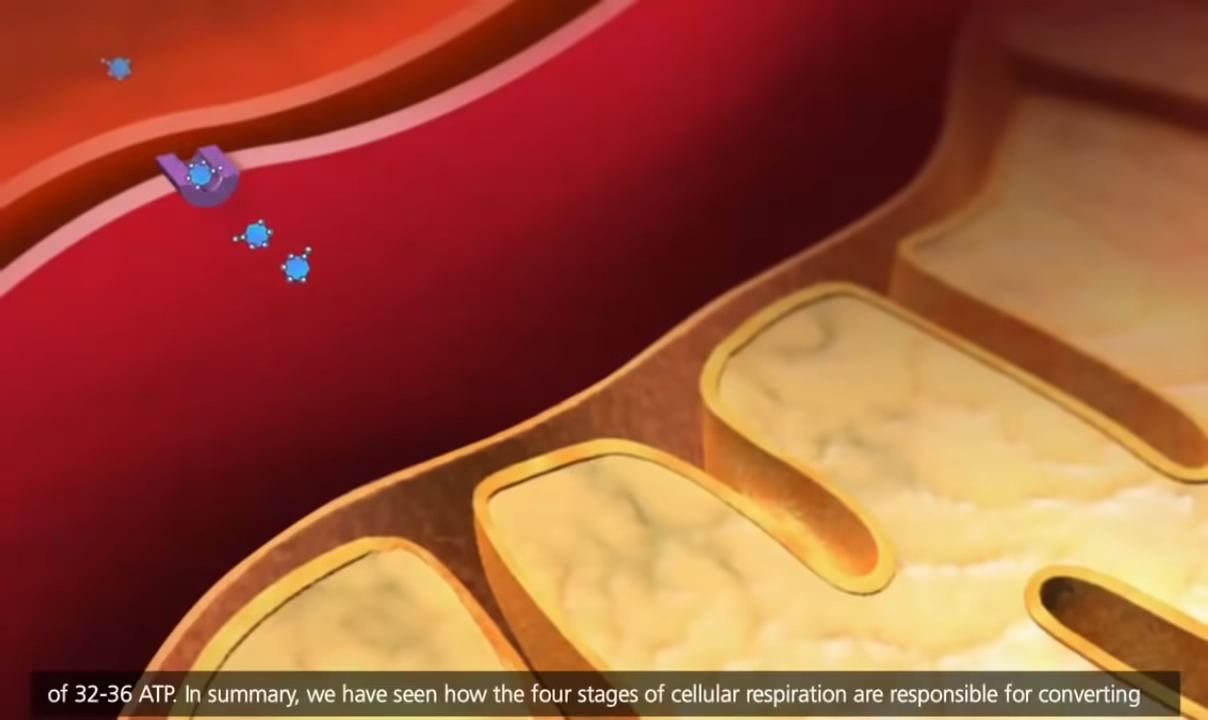 of 32-36 ATP. In summary, we have seen how the four stages of cellular respiration are responsible for converting